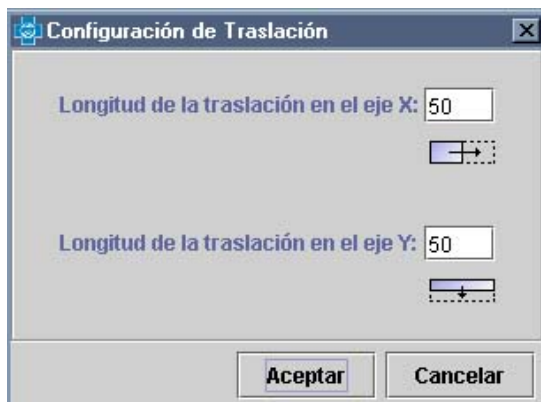 Configuración de Traslación
Longitud de la traslación en el eje X: 50
Longitud de la traslación en el eje Y: 50
Aceptar Cancelar